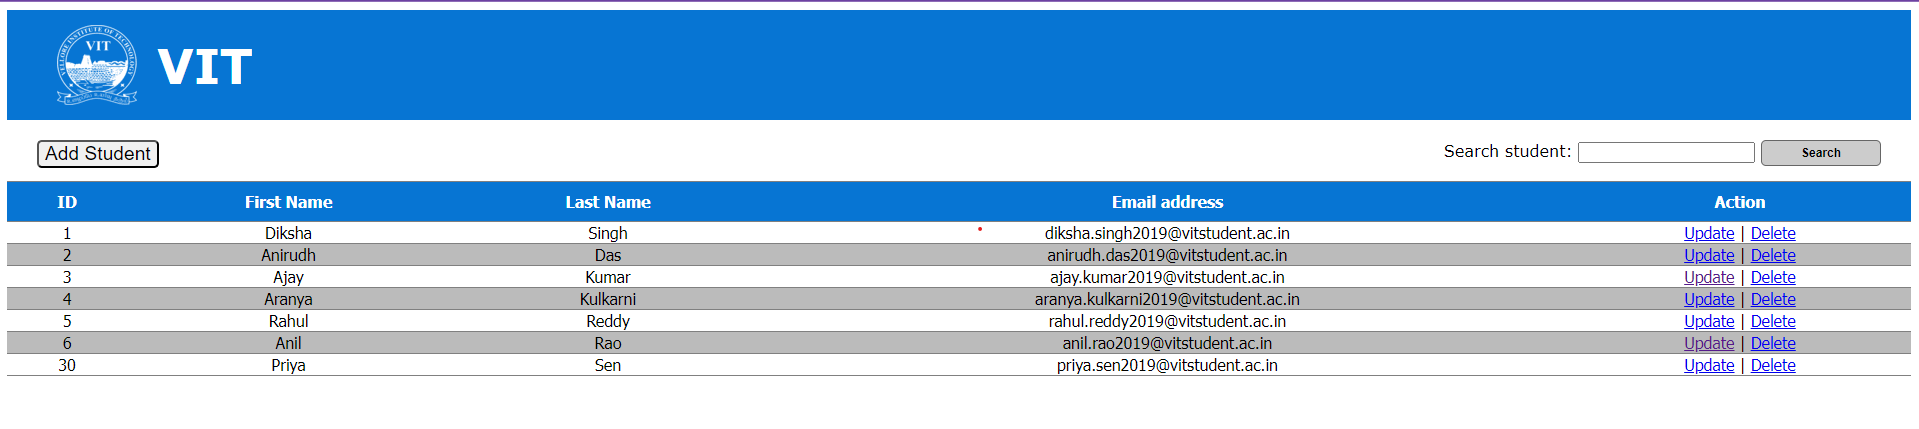 VELLORE INSTITUTE OF TECHNOLOGY
VIT
VIT
Add Student
Search student: Search
ID First Name Last Name Email address Action
1 Diksha Singh diksha.singh2019@vitstudent.ac.in Update | Delete
2 Anirudh Das anirudh.das2019@vitstudent.ac.in Update | Delete
3 Ajay Kumar ajay.kumar2019@vitstudent.ac.in Update | Delete
4 Aranya Kulkarni aranya.kulkarni2019@vitstudent.ac.in Update | Delete
5 Rahul Reddy rahul.reddy2019@vitstudent.ac.in Update | Delete
6 Anil Rao anil.rao2019@vitstudent.ac.in Update | Delete
30 Priya Sen priya.sen2019@vitstudent.ac.in Update | Delete